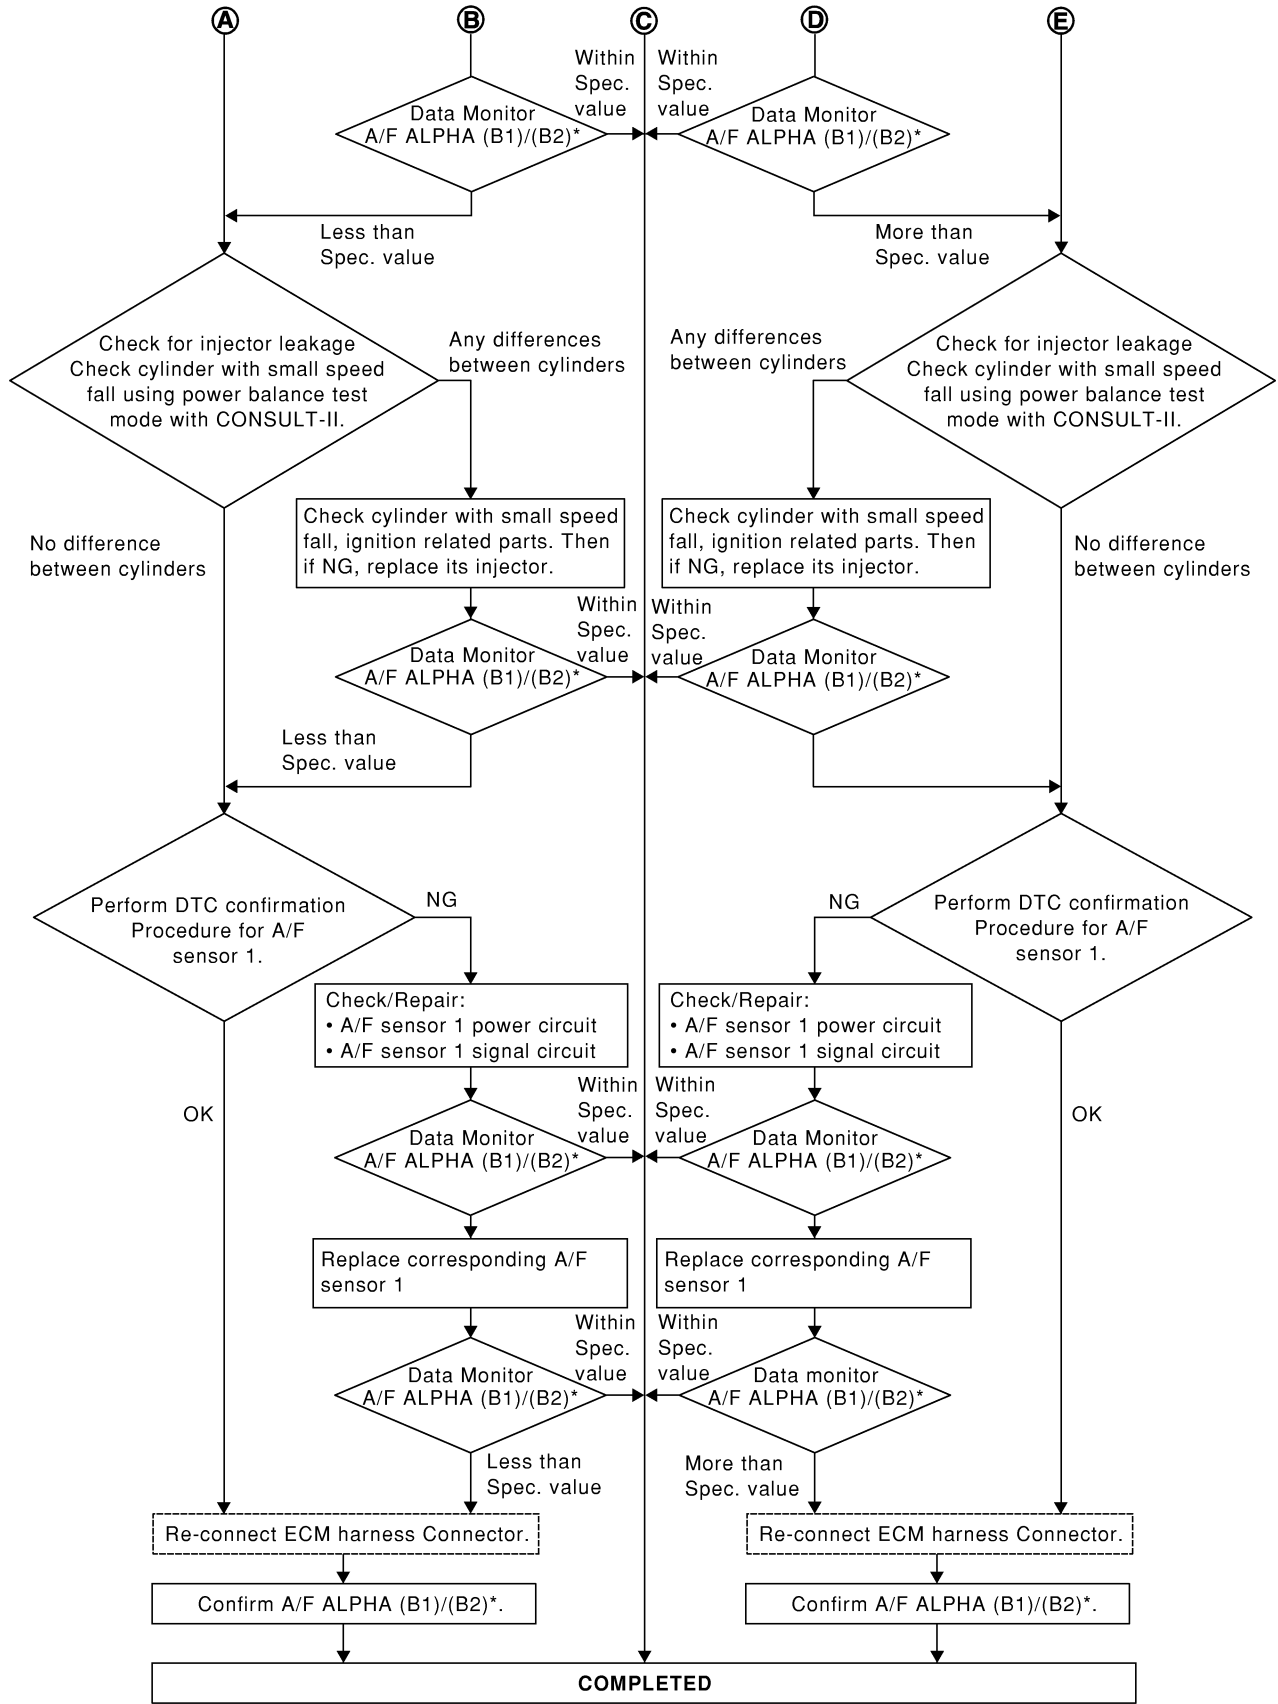 A
B
C
D
E
Within
Spec.
value
Within
Spec.
value
Data Monitor
A/F ALPHA (B1)/(B2)*
Data Monitor
A/F ALPHA (B1)/(B2)*
Less than
Spec. value
More than
Spec. value
Check for injector leakage
Check cylinder with small speed
fall using power balance test
mode with CONSULT-II.
Any differences
between cylinders
Any differences
between cylinders
Check for injector leakage
Check cylinder with small speed
fall using power balance test
mode with CONSULT-II.
No difference
between cylinders
Check cylinder with small speed
fall, ignition related parts. Then
if NG, replace its injector.
Check cylinder with small speed
fall, ignition related parts. Then
if NG, replace its injector.
No difference
between cylinders
Within
Spec.
value
Within
Spec.
value
Data Monitor
A/F ALPHA (B1)/(B2)*
Data Monitor
A/F ALPHA (B1)/(B2)*
Less than
Spec. value
Perform DTC confirmation
Procedure for A/F
sensor 1.
NG
NG
Perform DTC confirmation
Procedure for A/F
sensor 1.
Check/Repair:
• A/F sensor 1 power circuit
• A/F sensor 1 signal circuit
Check/Repair:
• A/F sensor 1 power circuit
• A/F sensor 1 signal circuit
OK
Within
Spec.
value
Within
Spec.
value
OK
Data Monitor
A/F ALPHA (B1)/(B2)*
Data Monitor
A/F ALPHA (B1)/(B2)*
Replace corresponding A/F
sensor 1
Replace corresponding A/F
sensor 1
Within
Spec.
value
Within
Spec.
value
Data Monitor
A/F ALPHA (B1)/(B2)*
Data monitor
A/F ALPHA (B1)/(B2)*
Less than
Spec. value
More than
Spec. value
Re-connect ECM harness Connector.
Re-connect ECM harness Connector.
Confirm A/F ALPHA (B1)/(B2)*.
Confirm A/F ALPHA (B1)/(B2)*.
COMPLETED